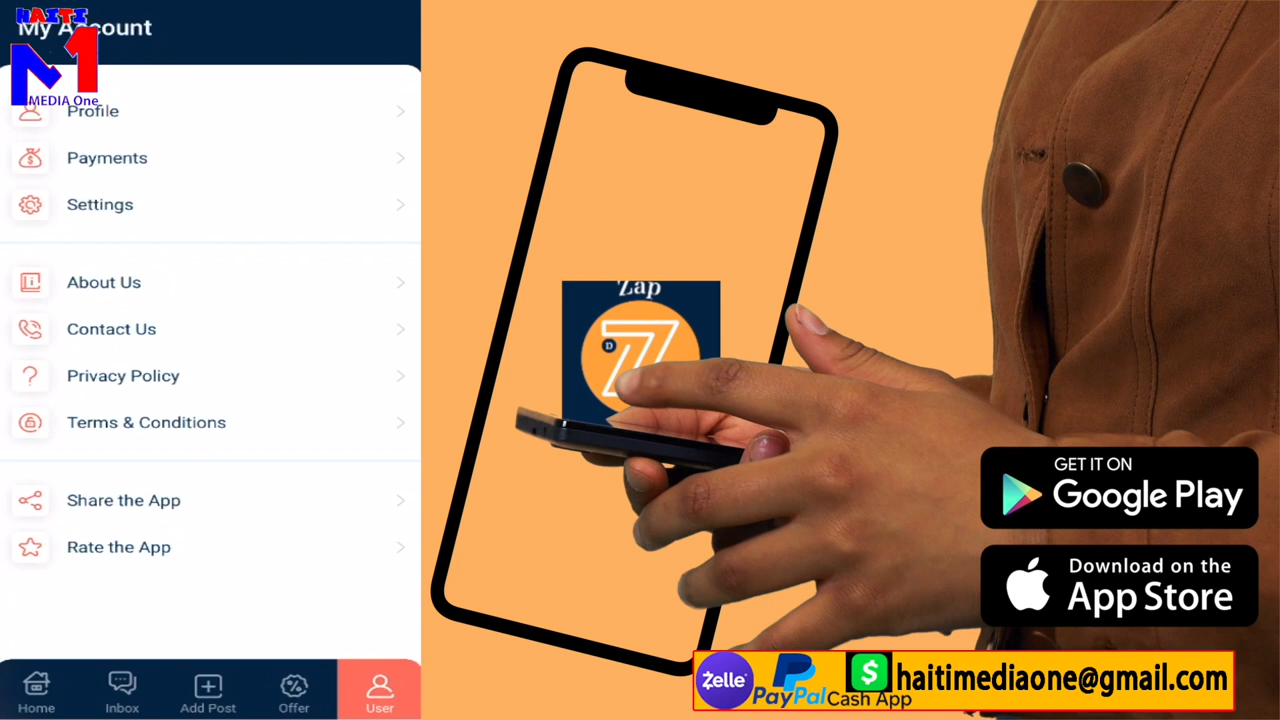 HAITI
My Account
M1
MEDIA One
Profile
Payments
Settings
About Us
Contact Us
Privacy Policy
Terms & Conditions
Share the App
Rate the App
Home
Inbox
Add Post
Offer
User
Zap
D
Z
GET IT ON
Google Play
Download on the
App Store
Zelle
PayPal
$
Cash App
haitimediaone@gmail.com